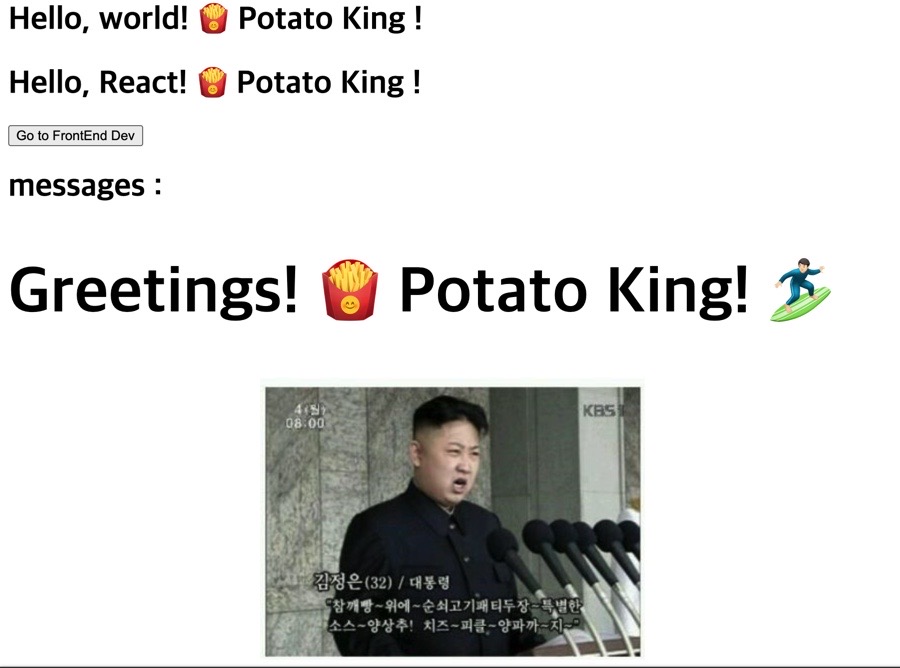 Hello, world! 🍟 Potato King !
Hello, React! 🍟 Potato King !
Go to FrontEnd Dev
messages :
Greetings! 🍟 Potato King! 🏄🏻‍♂️
4(월) KBS
08:00
김정은(32) / 대통령
"참깨빵~위에~순쇠고기패티두장~특별한
소스~양상추! 치즈~피클~양파까~지~"